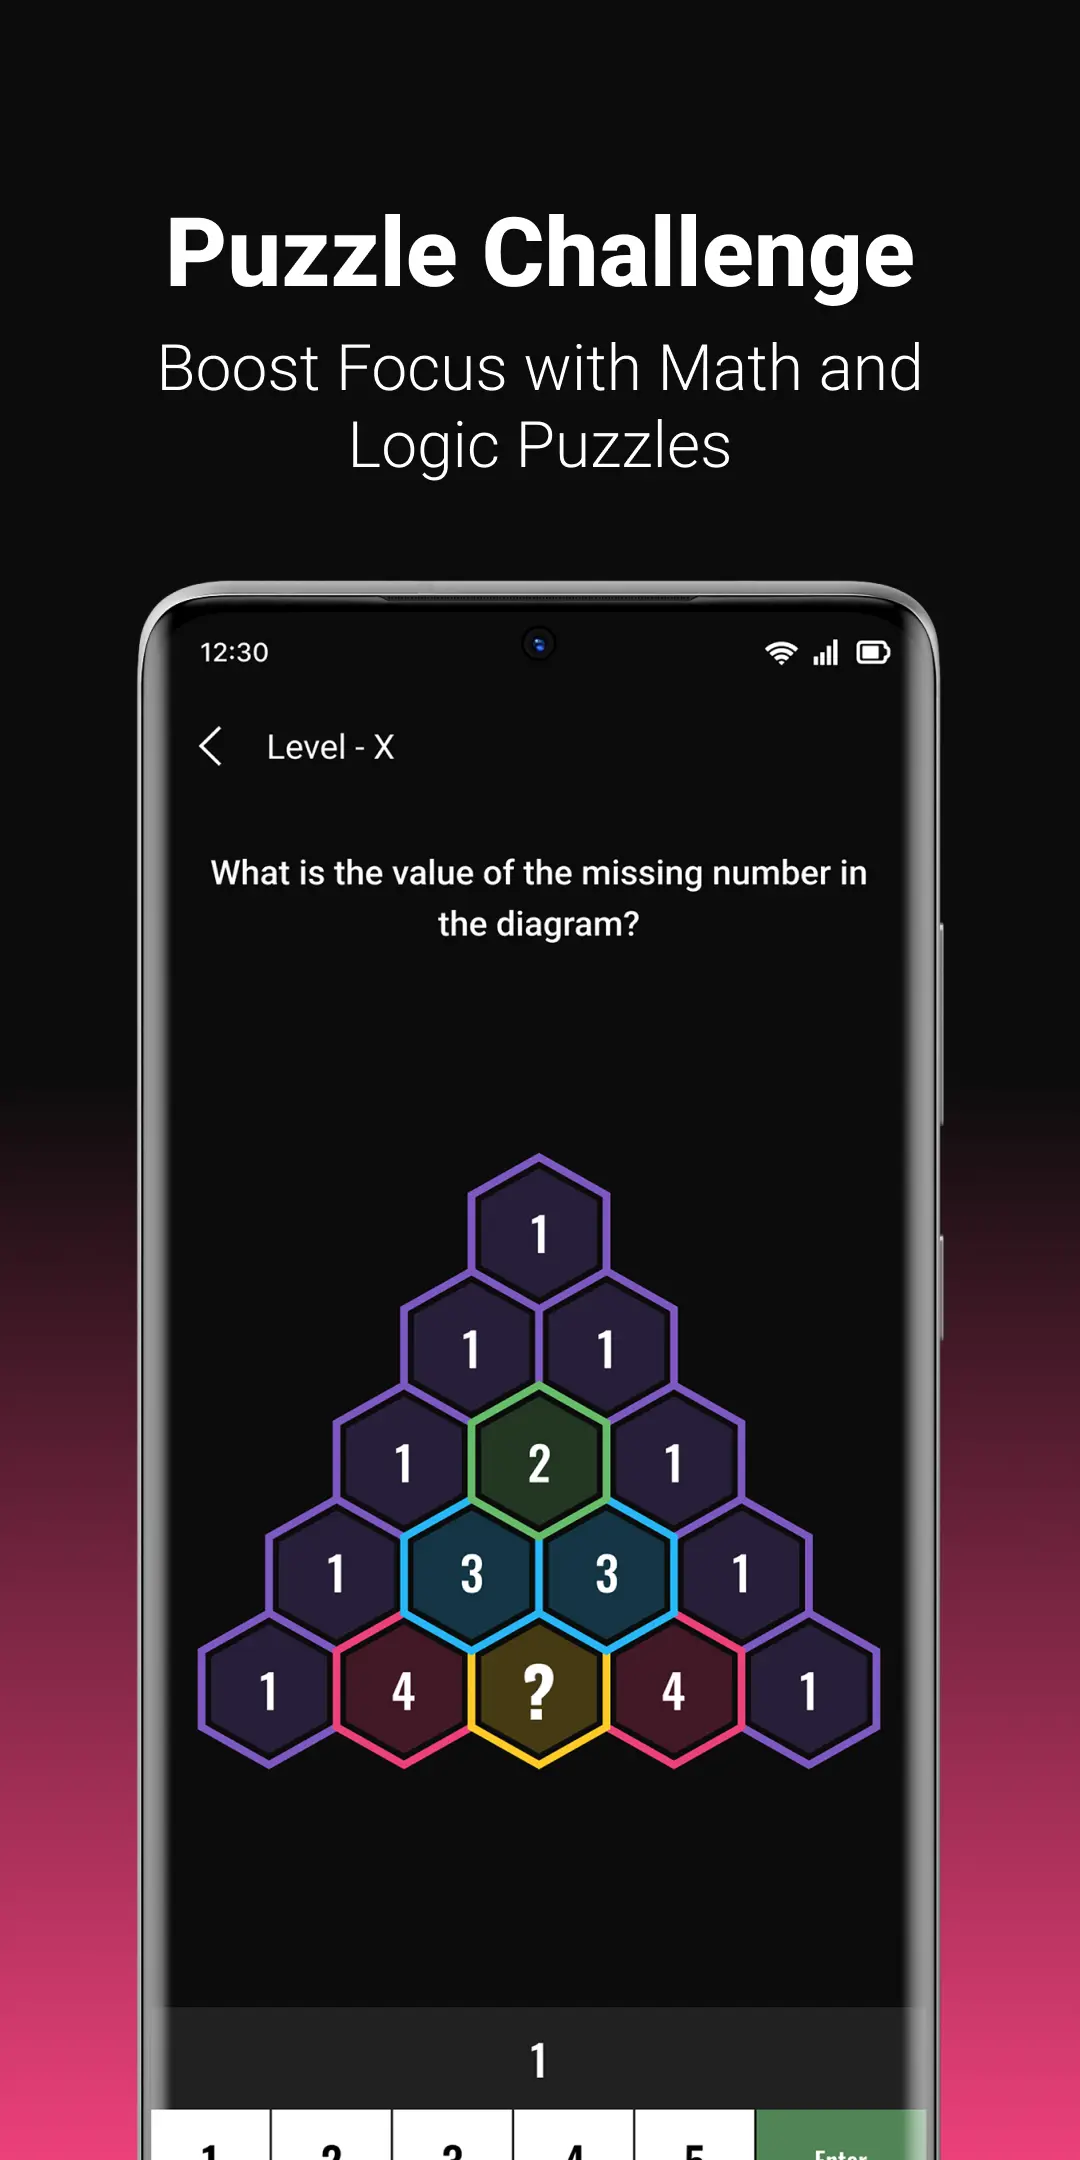 Puzzle Challenge
Boost Focus with Math and
Logic Puzzles
12:30
Level - X
What is the value of the missing number in
the diagram?
1
1 1
1 2 1
1 3 3 1
1 4 ? 4 1
1
1 2 3 4 5 Enter